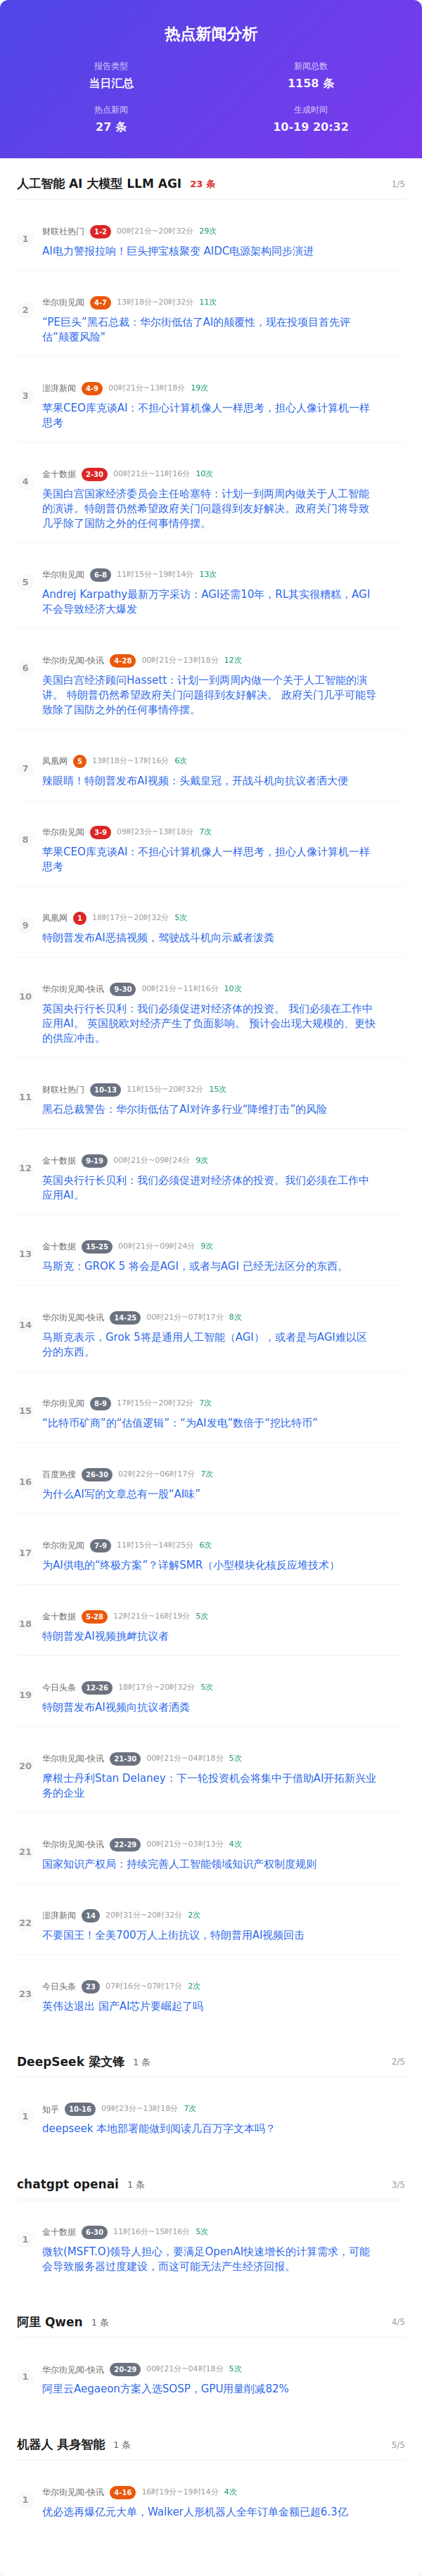 热点新闻分析
报告类型
新闻总数
当日汇总
1158 条
热点新闻
生成时间
27 条
10-19 20:32
人工智能 AI 大模型 LLM AGI 23 条 1/5
1
财联社热门 1-2 00时21分~20时32分 29次
AI电力警报拉响！巨头押宝核聚变 AIDC电源架构同步演进
2
华尔街见闻 4-7 13时18分~20时32分 11次
“PE巨头”黑石总裁：华尔街低估了AI的颠覆性，现在投项目首先评
估“颠覆风险"
3
澎湃新闻 4-9 00时21分~13时18分 19次
苹果CEO库克谈AI：不担心计算机像人一样思考，担心人像计算机一样
思考
4
金十数据 2-30 00时21分~11时16分 10次
美国白宫国家经济委员会主任哈塞特：计划一到两周内做关于人工智能
的演讲。特朗普仍然希望政府关门问题得到友好解决。政府关门将导致
几乎除了国防之外的任何事情停摆。
5
华尔街见闻 6-8 11时15分~19时14分 13次
Andrej Karpathy最新万字采访：AGI还需10年，RL其实很糟糕，AGI
不会导致经济大爆发
6
华尔街见闻-快讯 4-28 00时21分~13时18分 12次
美国白宫经济顾问Hassett：计划一到两周内做一个关于人工智能的演
讲。 特朗普仍然希望政府关门问题得到友好解决。 政府关门几乎可能导
致除了国防之外的任何事情停摆。
7
凤凰网 5 13时18分~17时16分 6次
辣眼睛！特朗普发布AI视频：头戴皇冠，开战斗机向抗议者洒大便
8
华尔街见闻 3-9 09时23分~13时18分 7次
苹果CEO库克谈AI：不担心计算机像人一样思考，担心人像计算机一样
思考
9
凤凰网 1 18时17分~20时32分 5次
特朗普发布AI恶搞视频，驾驶战斗机向示威者泼粪
10
华尔街见闻-快讯 9-30 00时21分~11时16分 10次
英国央行行长贝利：我们必须促进对经济体的投资。 我们必须在工作中
应用AI。 英国脱欧对经济产生了负面影响。 预计会出现大规模的、更快
的供应冲击。
11
财联社热门 10-13 11时15分~20时32分 15次
黑石总裁警告：华尔街低估了AI对许多行业“降维打击”的风险
12
金十数据 9-19 00时21分~09时24分 9次
英国央行行长贝利：我们必须促进对经济体的投资。我们必须在工作中
应用AI。
13
金十数据 15-25 00时21分~09时24分 9次
马斯克：GROK 5 将会是AGI，或者与AGI 已经无法区分的东西。
14
华尔街见闻-快讯 14-25 00时21分~07时17分 8次
马斯克表示，Grok 5将是通用人工智能（AGI），或者是与AGI难以区
分的东西。
15
华尔街见闻 8-9 17时15分~20时32分 7次
“比特币矿商”的“估值逻辑”：“为AI发电”数倍于“挖比特币”
16
百度热搜 26-30 02时22分~06时17分 7次
为什么AI写的文章总有一股“AI味”
17
华尔街见闻 7-9 11时15分~14时25分 6次
为AI供电的“终极方案”？详解SMR（小型模块化核反应堆技术）
18
金十数据 5-28 12时21分~16时19分 5次
特朗普发AI视频挑衅抗议者
19
今日头条 12-26 18时17分~20时32分 5次
特朗普发布AI视频向抗议者洒粪
20
华尔街见闻-快讯 21-30 00时21分~04时18分 5次
摩根士丹利Stan Delaney：下一轮投资机会将集中于借助AI开拓新兴业
务的企业
21
华尔街见闻-快讯 22-29 00时21分~03时13分 4次
国家知识产权局：持续完善人工智能领域知识产权制度规则
22
澎湃新闻 14 20时31分~20时32分 2次
不要国王！全美700万人上街抗议，特朗普用AI视频回击
23
今日头条 23 07时16分~07时17分 2次
英伟达退出 国产AI芯片要崛起了吗
DeepSeek 梁文锋 1 条 2/5
1
知乎 10-16 09时23分~13时18分 7次
deepseek 本地部署能做到阅读几百万字文本吗？
chatgpt openai 1 条 3/5
1
金十数据 6-30 11时16分~15时16分 5次
微软(MSFT.O)领导人担心，要满足OpenAI快速增长的计算需求，可能
会导致服务器过度建设，而这可能无法产生经济回报。
阿里 Qwen 1 条 4/5
1
华尔街见闻-快讯 20-29 00时21分~04时18分 5次
阿里云Aegaeon方案入选SOSP，GPU用量削减82%
机器人 具身智能 1 条 5/5
1
华尔街见闻-快讯 4-16 16时19分~19时14分 4次
优必选再爆亿元大单，Walker人形机器人全年订单金额已超6.3亿